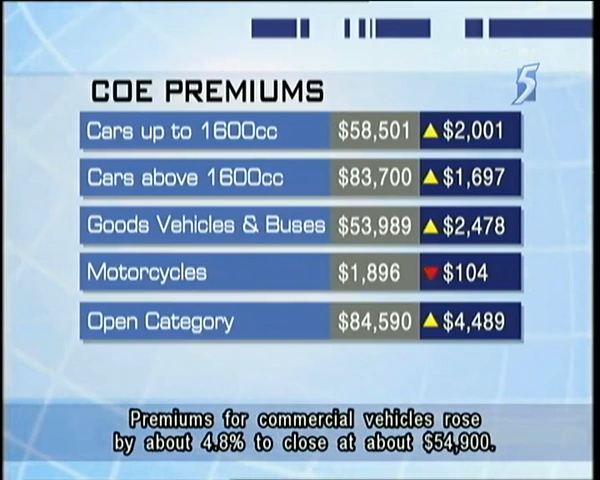 COE PREMIUMS
5
Cars up to 1600cc $58,501 ▲ $2,001
Cars above 1600cc $83,700 ▲ $1,697
Goods Vehicles & Buses $53,989 ▲ $2,478
Motorcycles $1,896 ▼ $104
Open Category $84,590 ▲ $4,489
Premiums for commercial vehicles rose
by about 4.8% to close at about $54,900.